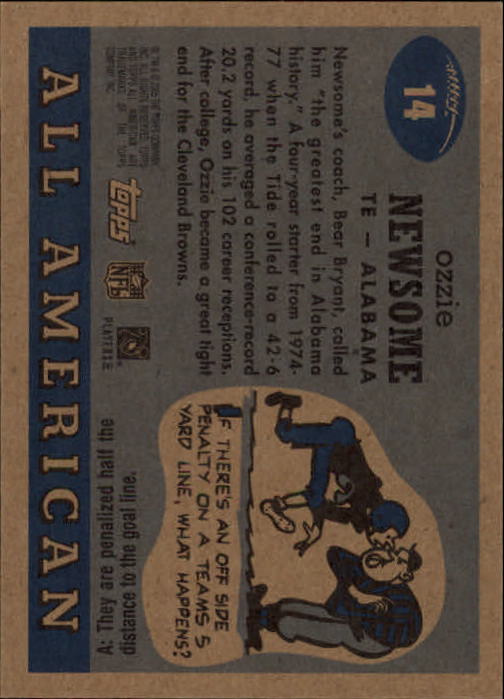 14
OZZIE
NEWSOME
TE – ALABAMA
Newsome's coach, Bear Bryant, called
him "the greatest end in Alabama
history." A four-year starter from 1974-
77 when the Tide rolled to a 42-6
record, he averaged a conference-record
20.2 yards on his 102 career receptions.
After college, Ozzie became a great tight
end for the Cleveland Browns.
IF THERE'S AN OFF SIDE
PENALTY ON A TEAMS 5
YARD LINE, WHAT HAPPENS?
A: They are penalized half the
distance to the goal line.
topps
NFL
PLAYERS
ALL AMERICAN